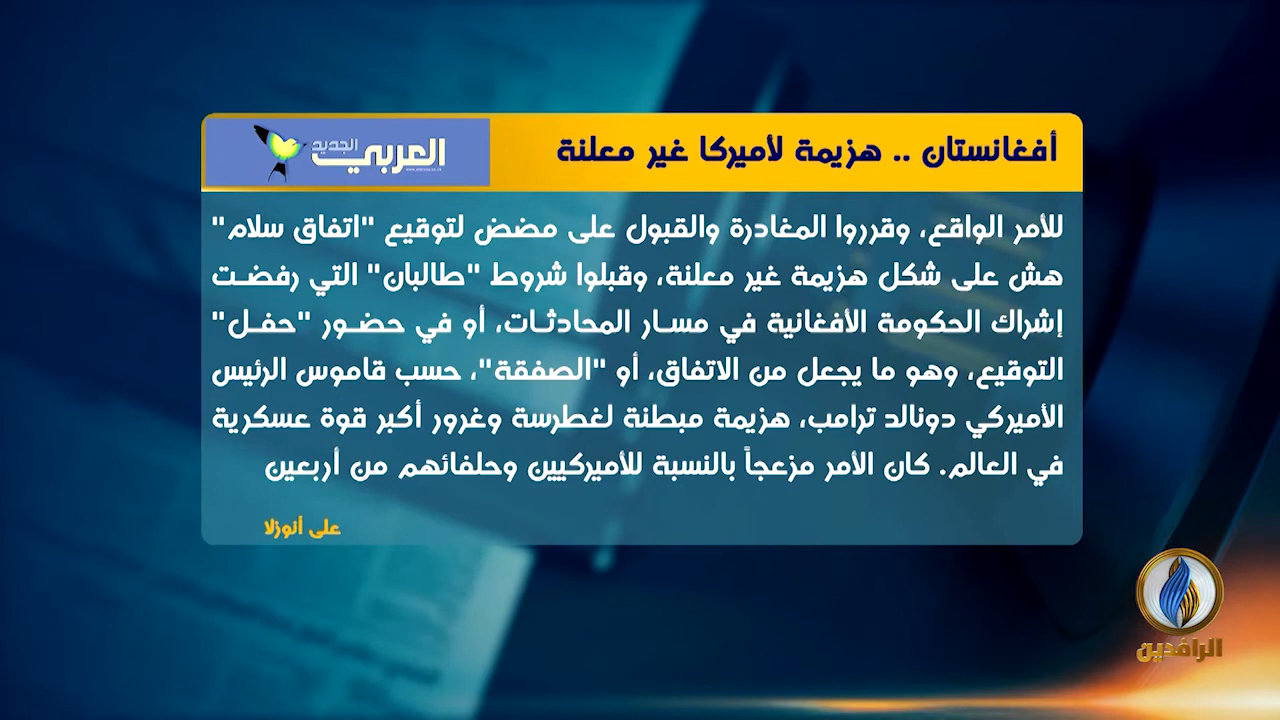 أفغانستان .. هزيمة لأميركا غير معلنة
العربي الجديد
للأمر الواقع، وقرروا المغادرة والقبول على مضض لتوقيع "اتفاق سلام"
هش على شكل هزيمة غير معلنة، وقبلوا شروط "طالبان" التي رفضت
إشراك الحكومة الأفغانية في مسار المحادثات، أو في حضور "حفل"
التوقيع، وهو ما يجعل من الاتفاق، أو "الصفقة"، حسب قاموس الرئيس
الأميركي دونالد ترامب، هزيمة مبطنة لغطرسة وغرور أكبر قوة عسكرية
في العالم. كان الأمر مزعجاً بالنسبة للأميركيين وحلفائهم من أربعين
على أنوزلا
الرافدين